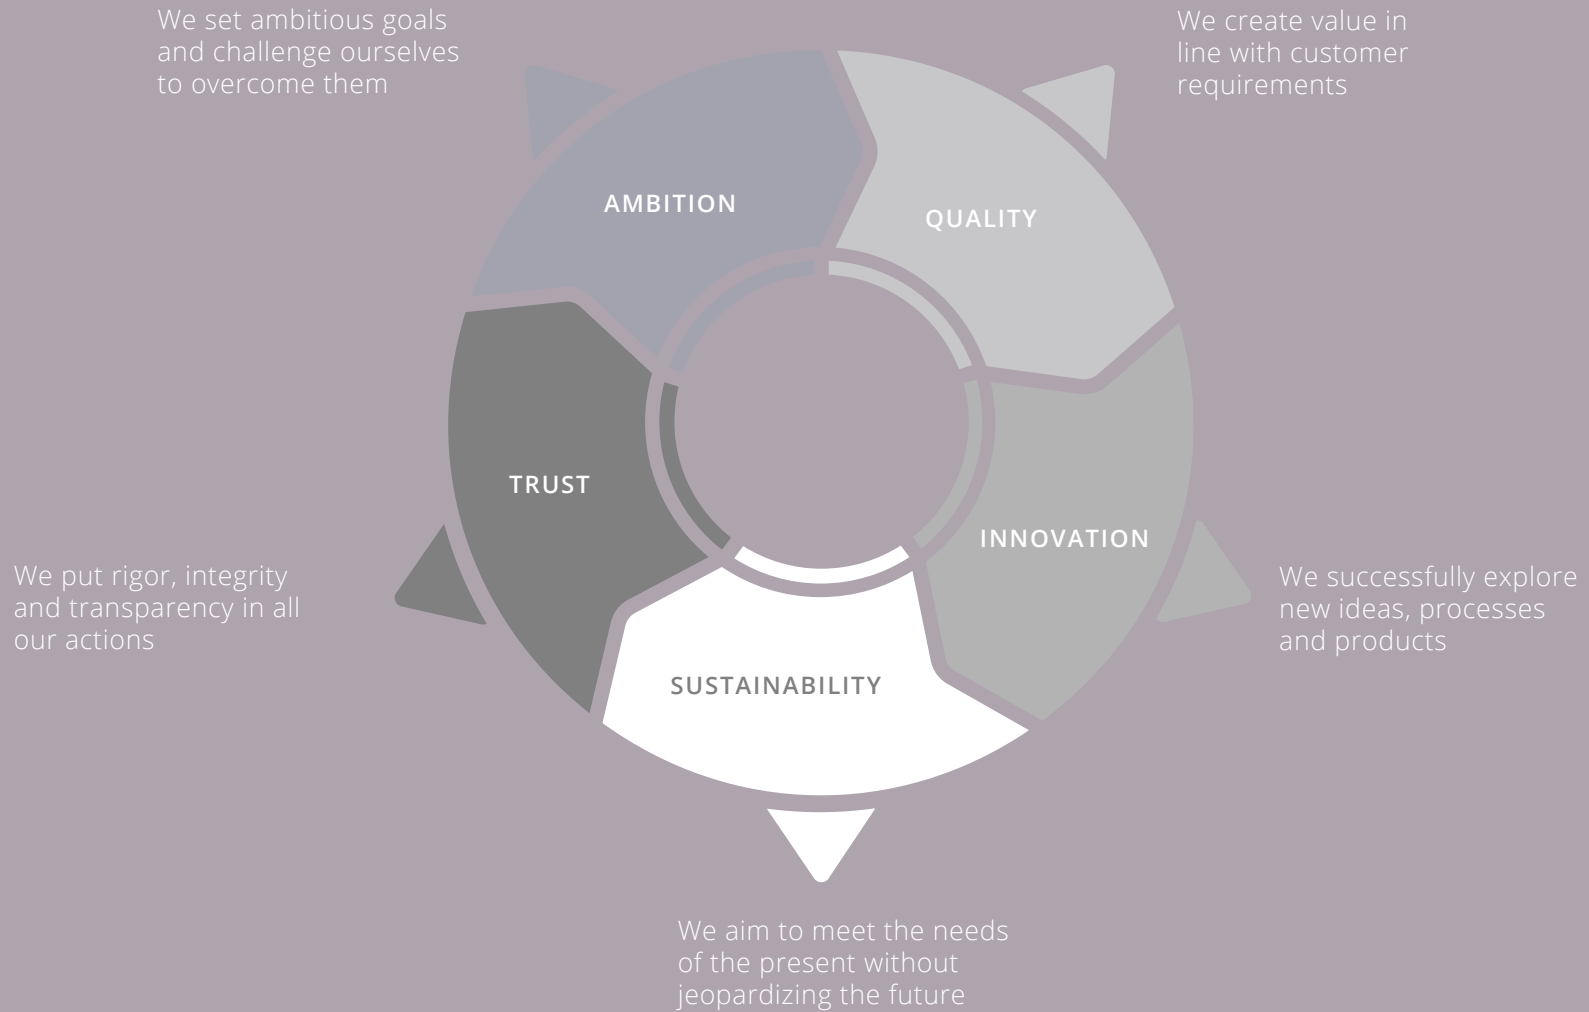 We set ambitious goals
and challenge ourselves
to overcome them
We create value in
line with customer
requirements
AMBITION
QUALITY
TRUST
INNOVATION
We put rigor, integrity
and transparency in all
our actions
We successfully explore
new ideas, processes
and products
SUSTAINABILITY
We aim to meet the needs
of the present without
jeopardizing the future